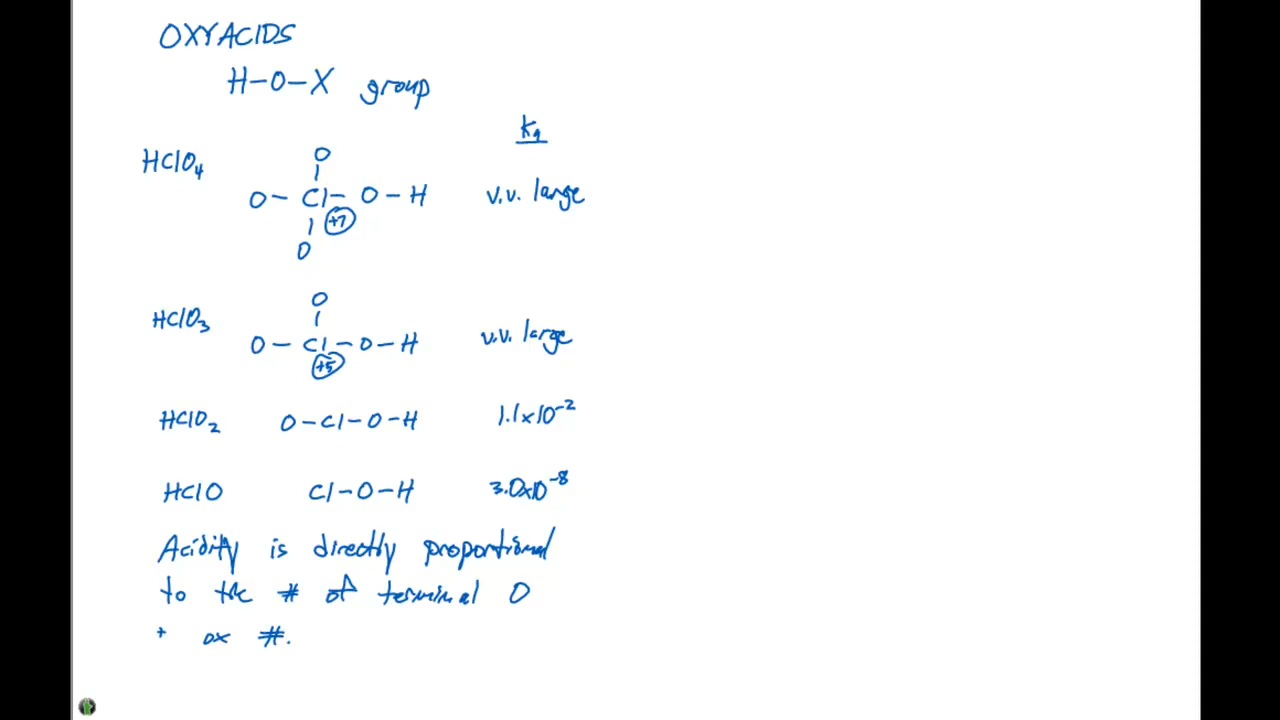 OXYACIDS
H-O-X group
Ka
HClO4
O
O - Cl - O - H v.v. large
+7
O
O
HClO3
O - Cl - O - H v.v. large
+5
HClO2 O - Cl - O - H 1.1x10-2
HClO Cl - O - H 3.0x10-8
Acidity is directly proportional
to the # of terminal O
+ ox #.